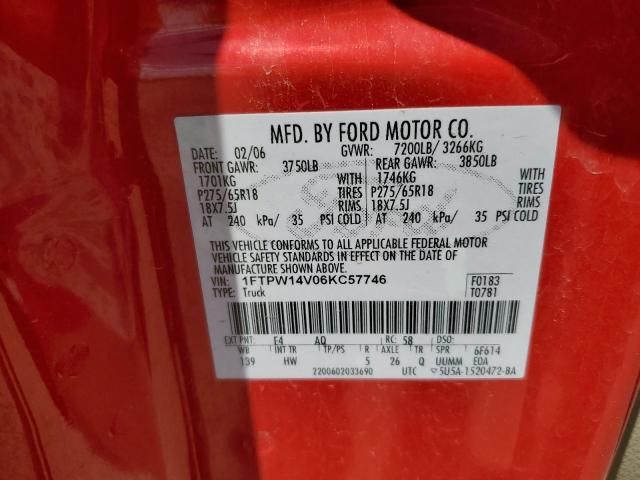 MFD. BY FORD MOTOR CO.
DATE: 02/06 GVWR: 7200LB/ 3266KG
FRONT GAWR: 3750LB REAR GAWR: 3850LB
1701KG WITH 1746KG WITH
P275/65R18 TIRES P275/65R18 TIRES
18X7.5J RIMS 18X7.5J RIMS
AT 240 kPa/ 35 PSI COLD AT 240 kPa/ 35 PSI COLD
THIS VEHICLE CONFORMS TO ALL APPLICABLE FEDERAL MOTOR
VEHICLE SAFETY STANDARDS IN EFFECT ON THE DATE OF
MANUFACTURE SHOWN ABOVE.
VIN: 1FTPW14V06KC57746 F0183
TYPE: Truck T0781
EXT PNT: E4 AQ RC: 58 DSO:
WB INT TR TP/PS R AXLE TR SPR 6F614
139 HW 5 26 Q UUMM EOA
2200602033690 UTC 5U5A-1520472-BA
Ford